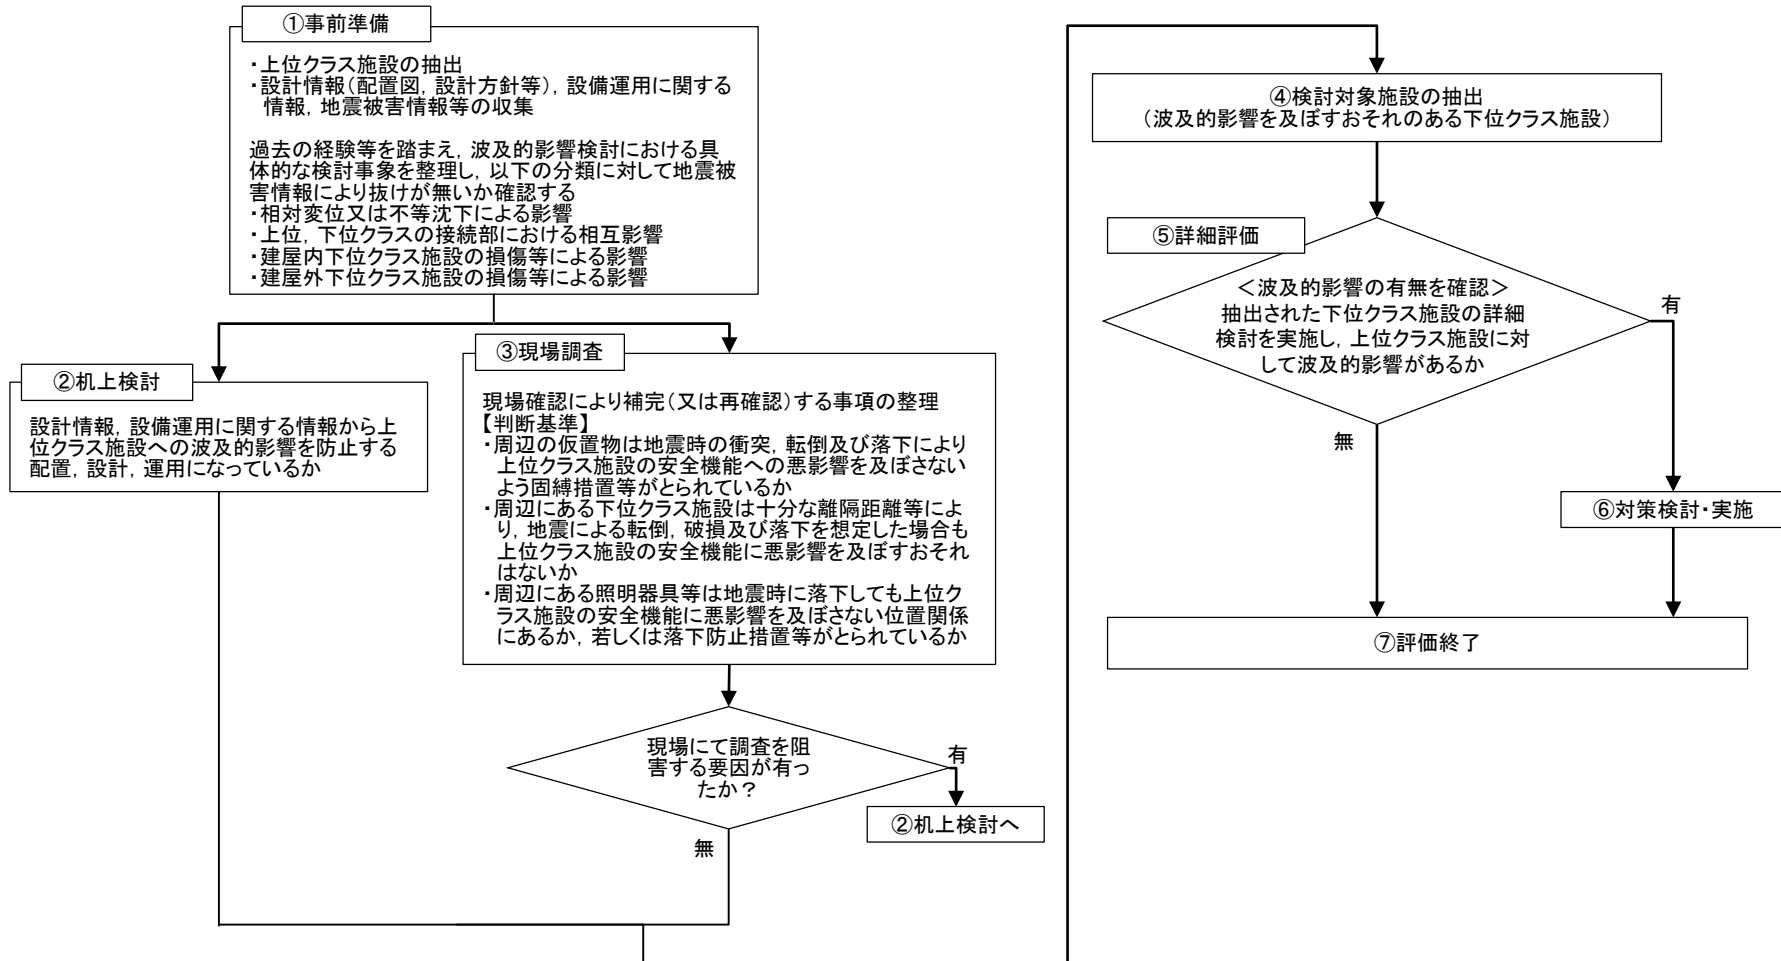 ①事前準備
・上位クラス施設の抽出
・設計情報(配置図，設計方針等)，設備運用に関する
情報，地震被害情報等の収集
過去の経験等を踏まえ，波及的影響検討における具
体的な検討事象を整理し，以下の分類に対して地震被
害情報により抜けが無いか確認する
・相対変位又は不等沈下による影響
・上位，下位クラスの接続部における相互影響
・建屋内下位クラス施設の損傷等による影響
・建屋外下位クラス施設の損傷等による影響
②机上検討
設計情報，設備運用に関する情報から上
位クラス施設への波及的影響を防止する
配置，設計，運用になっているか
③現場調査
現場確認により補完(又は再確認)する事項の整理
【判断基準】
・周辺の仮置物は地震時の衝突，転倒及び落下により
上位クラス施設の安全機能への悪影響を及ぼさない
よう固縛措置等がとられているか
・周辺にある下位クラス施設は十分な離隔距離等によ
り，地震による転倒，破損及び落下を想定した場合も
上位クラス施設の安全機能に悪影響を及ぼすおそれ
はないか
・周辺にある照明器具等は地震時に落下しても上位ク
ラス施設の安全機能に悪影響を及ぼさない位置関係
にあるか，若しくは落下防止措置等がとられているか
現場にて調査を阻
害する要因が有っ
たか？
有
②机上検討へ
無
④検討対象施設の抽出
(波及的影響を及ぼすおそれのある下位クラス施設)
⑤詳細評価
＜波及的影響の有無を確認＞
抽出された下位クラス施設の詳細
検討を実施し，上位クラス施設に対
して波及的影響があるか
有
無
⑥対策検討・実施
⑦評価終了